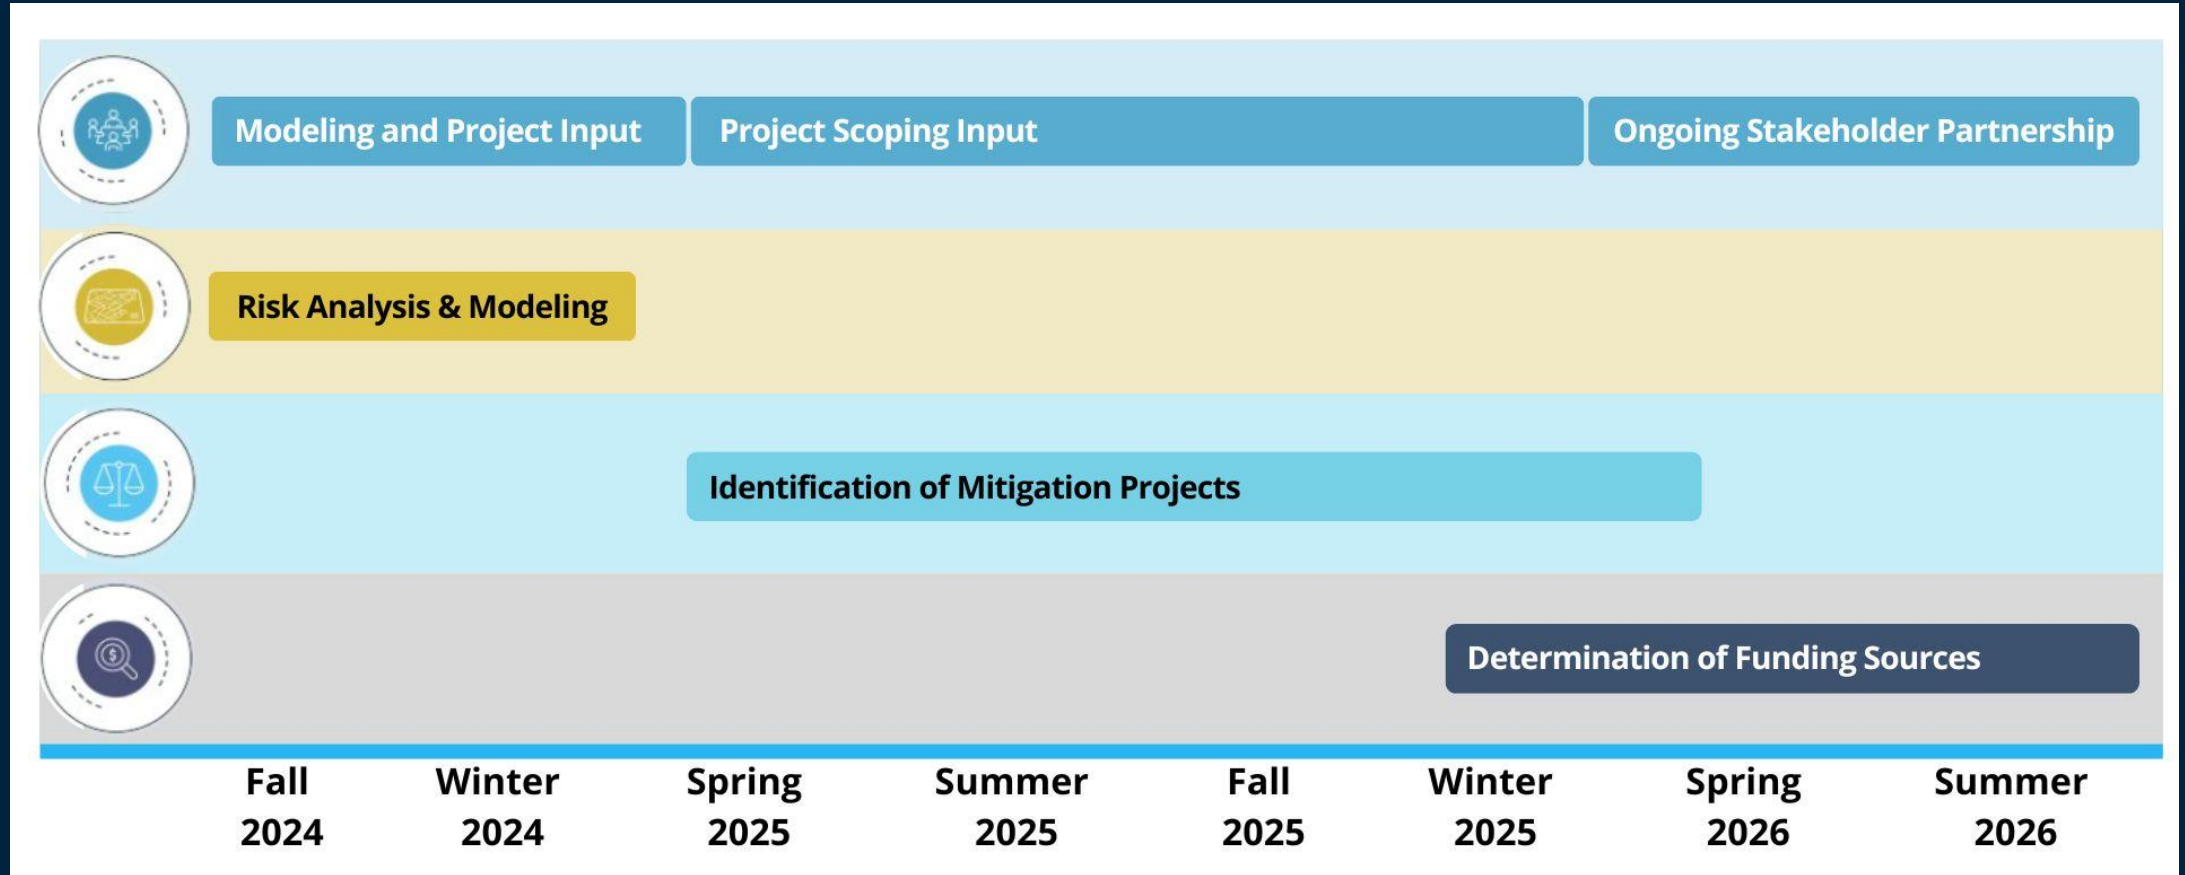 Modeling and Project Input
Project Scoping Input
Ongoing Stakeholder Partnership
Risk Analysis & Modeling
Identification of Mitigation Projects
$
Determination of Funding Sources
Fall 2024
Winter 2024
Spring 2025
Summer 2025
Fall 2025
Winter 2025
Spring 2026
Summer 2026